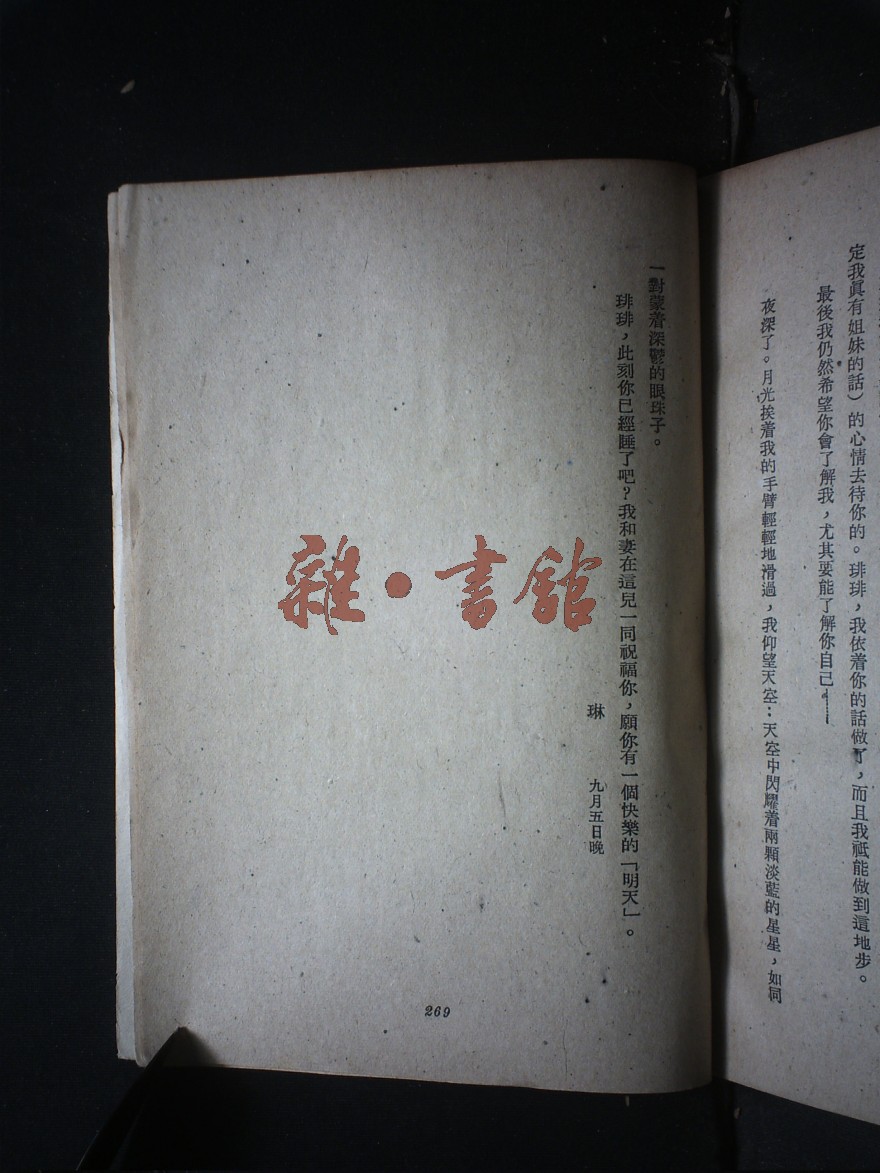 定我眞有姐妹的話）的心情去待你的。琲琲，我依着你的話做了，而且我祗能做到這地步。
最後我仍然希望你會了解我，尤其要能了解你自己——
夜深了。月光挨着我的手臂輕輕地滑過，我仰望天空：天空中閃耀着兩顆淡藍的星星，如同
一對蒙着深鬱的眼珠子。
琲琲，此刻你已經睡了吧？我和妻在這兒一同祝福你，願你有一個快樂的「明天」。
琳　九月五日晚
269
雜•書館